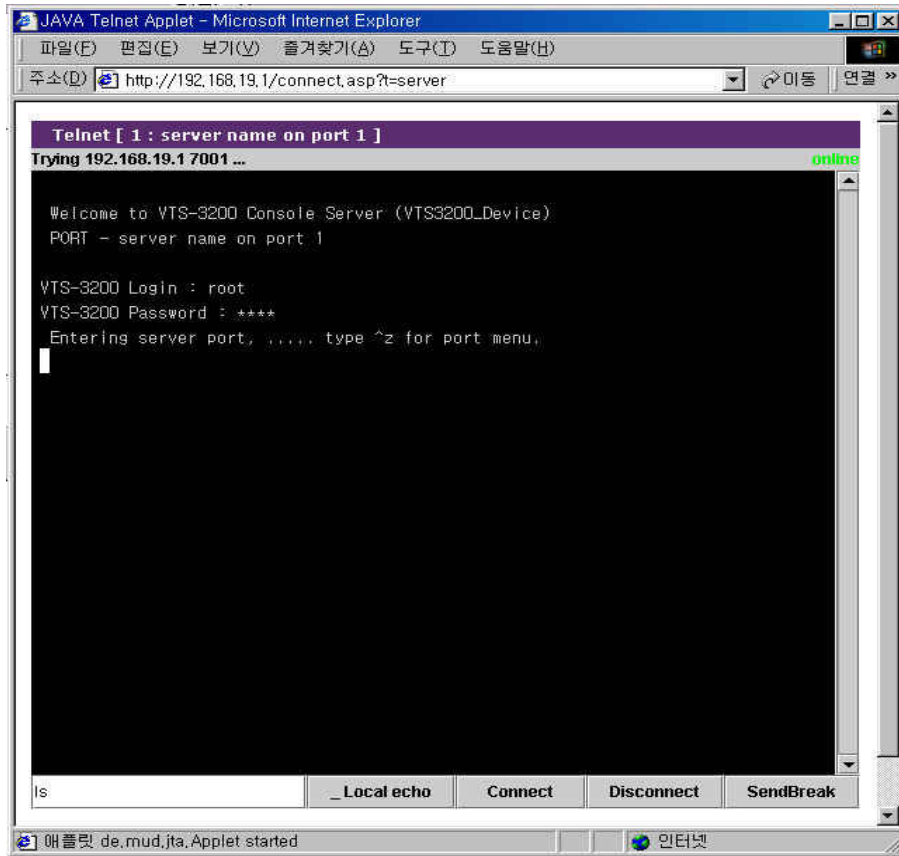 JAVA Telnet Applet - Microsoft Internet Explorer
파일(F) 편집(E) 보기(V) 즐겨찾기(A) 도구(T) 도움말(H)
주소(D) http://192,168,19,1/connect,asp?t=server 이동 연결 »
Telnet [ 1 : server name on port 1 ]
Trying 192.168.19.1 7001 ... online
Welcome to VTS-3200 Console Server (VTS3200_Device)
PORT - server name on port 1
VTS-3200 Login : root
VTS-3200 Password : ****
Entering server port, ..... type ^z for port menu.
ls _Local echo Connect Disconnect SendBreak
애플릿 de,mud,jta,Applet started 인터넷